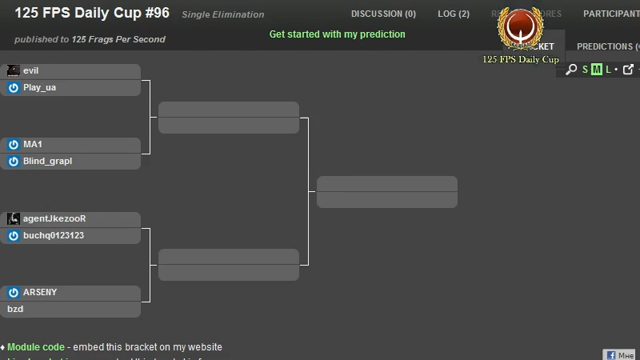 125 FPS Daily Cup #96
Single Elimination
DISCUSSION (0)
LOG (2)
PARTICIPANT
published to 125 Frags Per Second
Get started with my prediction
PREDICTIONS
125 FPS Daily Cup
S M L
evil
Play_ua
MA1
Blind_grapl
agentJkezooR
buchq0123123
ARSENY
bzd
Module code - embed this bracket on my website
Мне